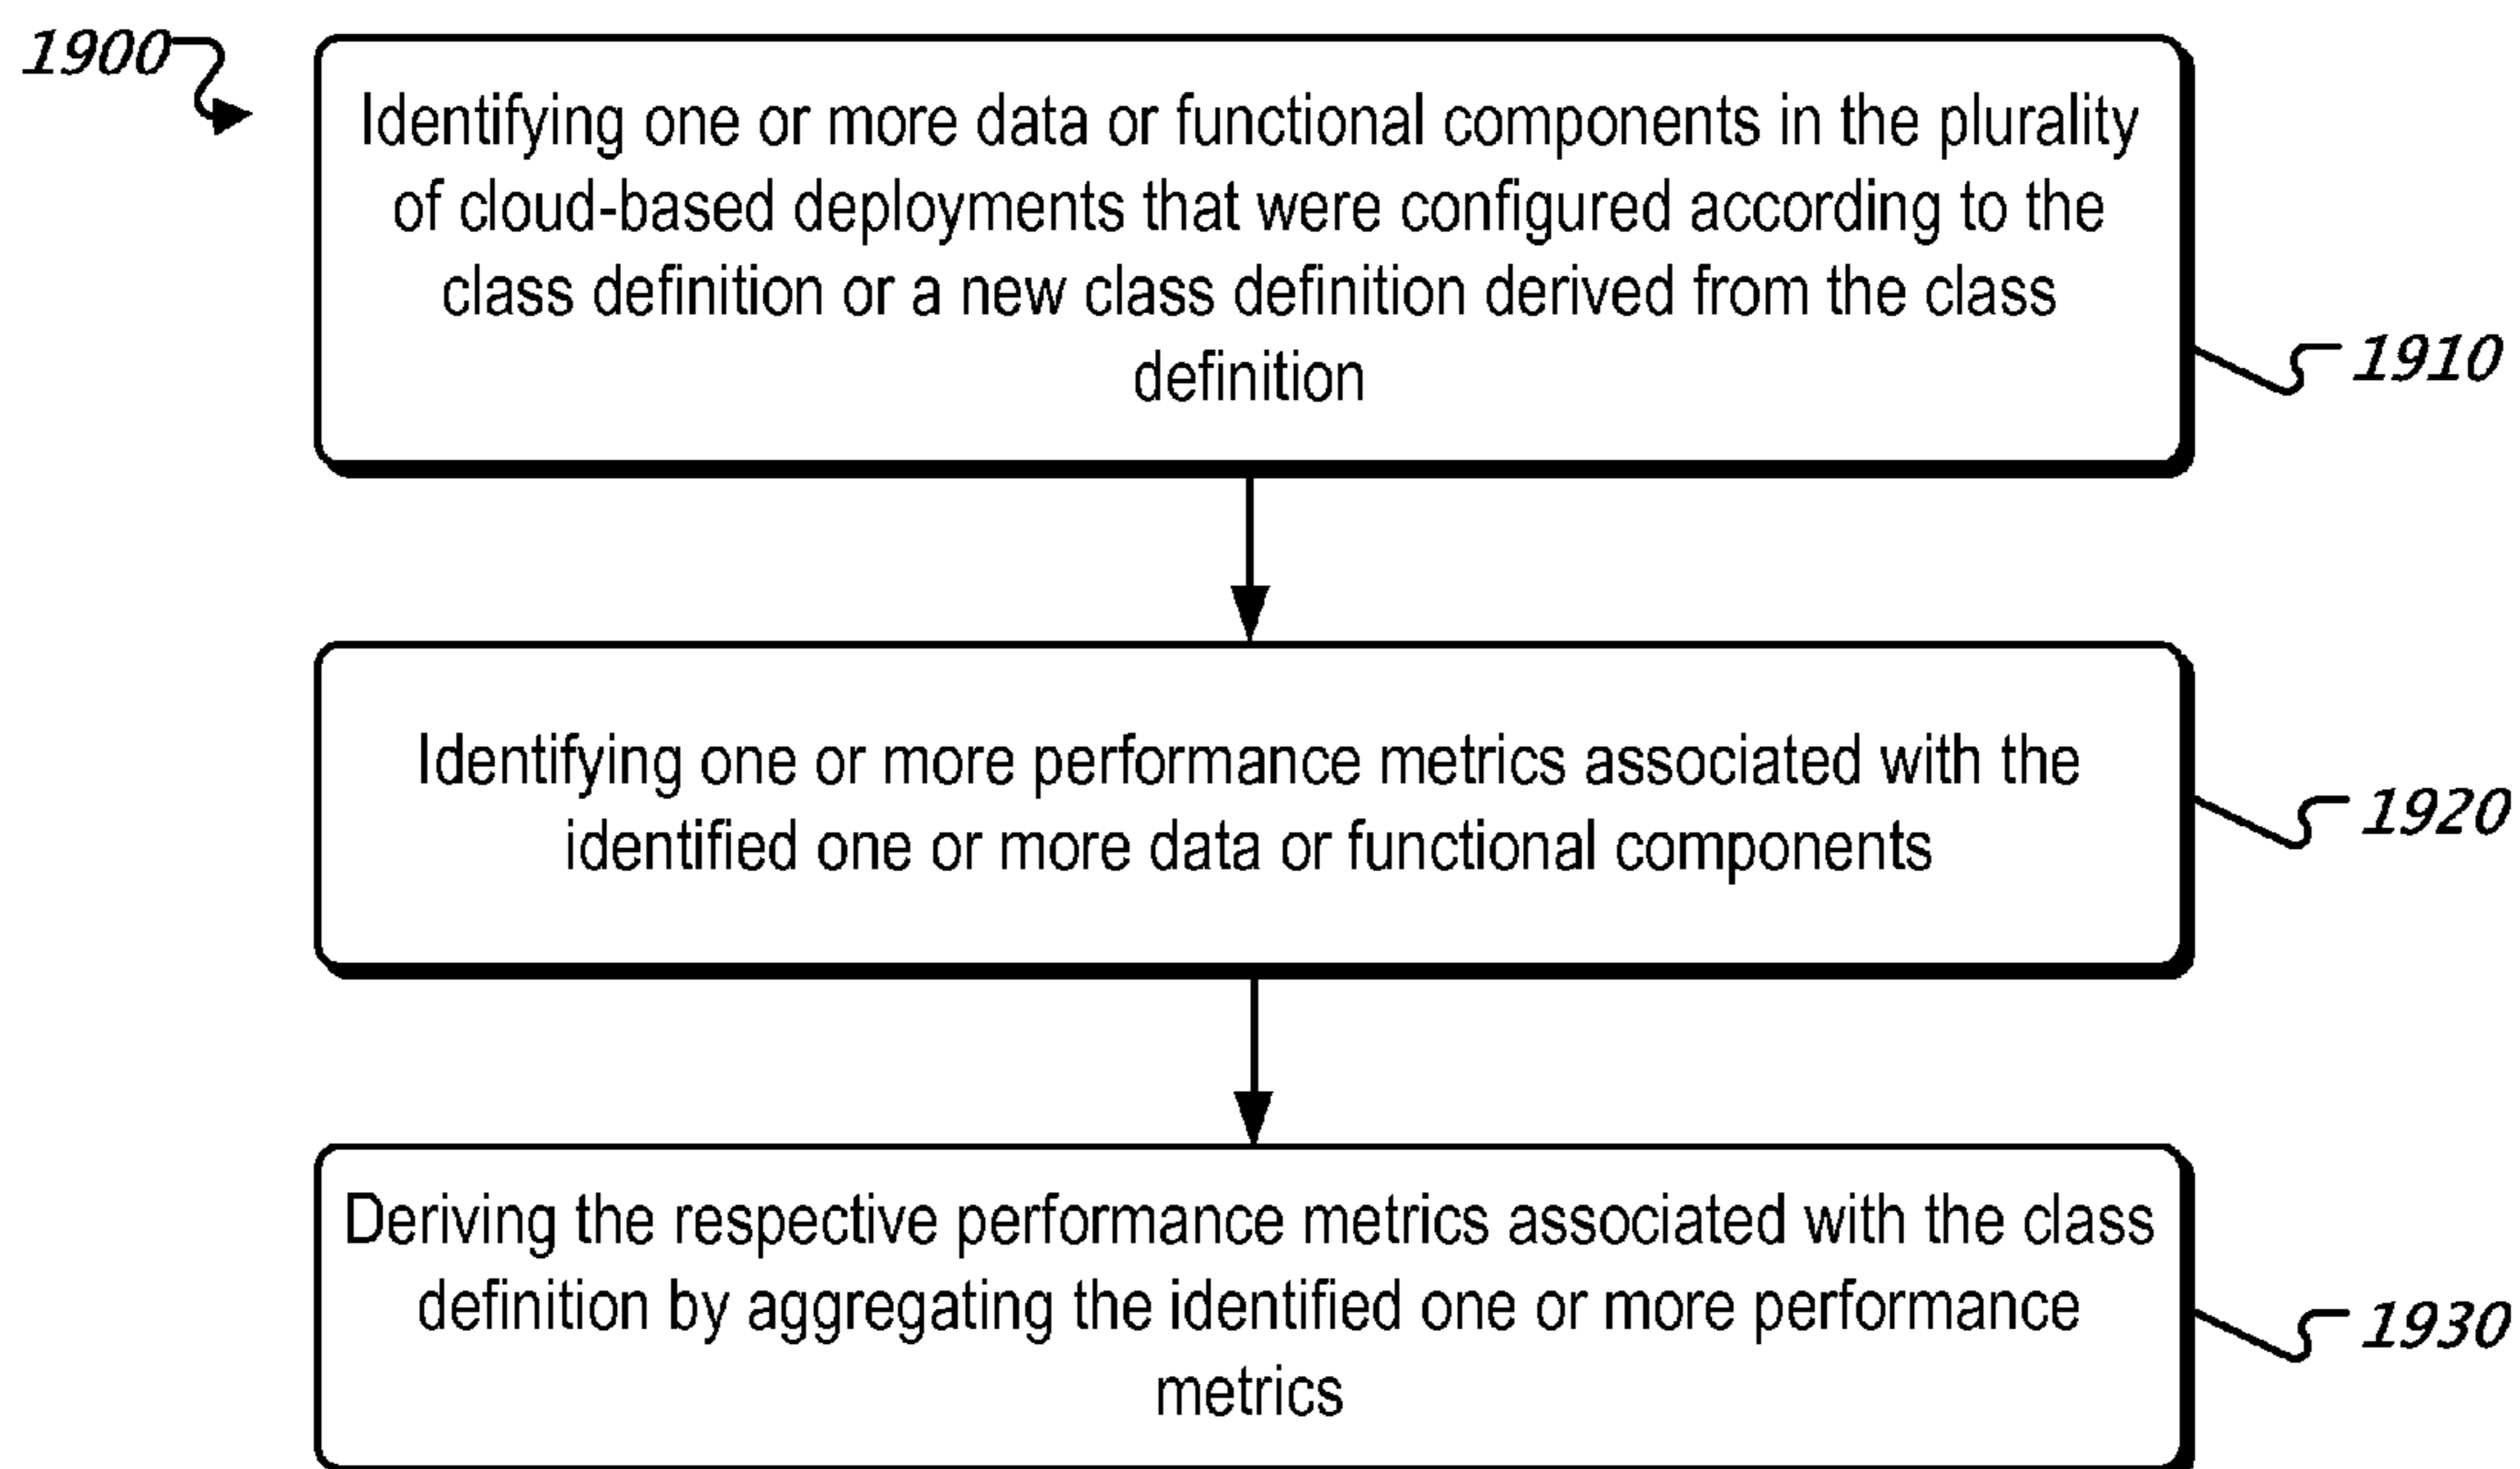 1900
Identifying one or more data or functional components in the plurality
of cloud-based deployments that were configured according to the
class definition or a new class definition derived from the class
definition
1910
Identifying one or more performance metrics associated with the
identified one or more data or functional components
1920
Deriving the respective performance metrics associated with the class
definition by aggregating the identified one or more performance
metrics
1930